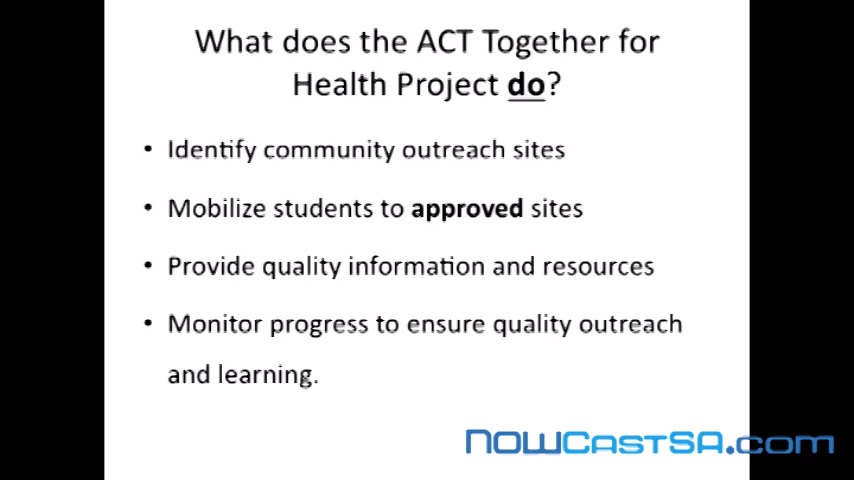 What does the ACT Together for
Health Project do?
• Identify community outreach sites
• Mobilize students to approved sites
• Provide quality information and resources
• Monitor progress to ensure quality outreach
and learning.
NOWCASTSA.COM